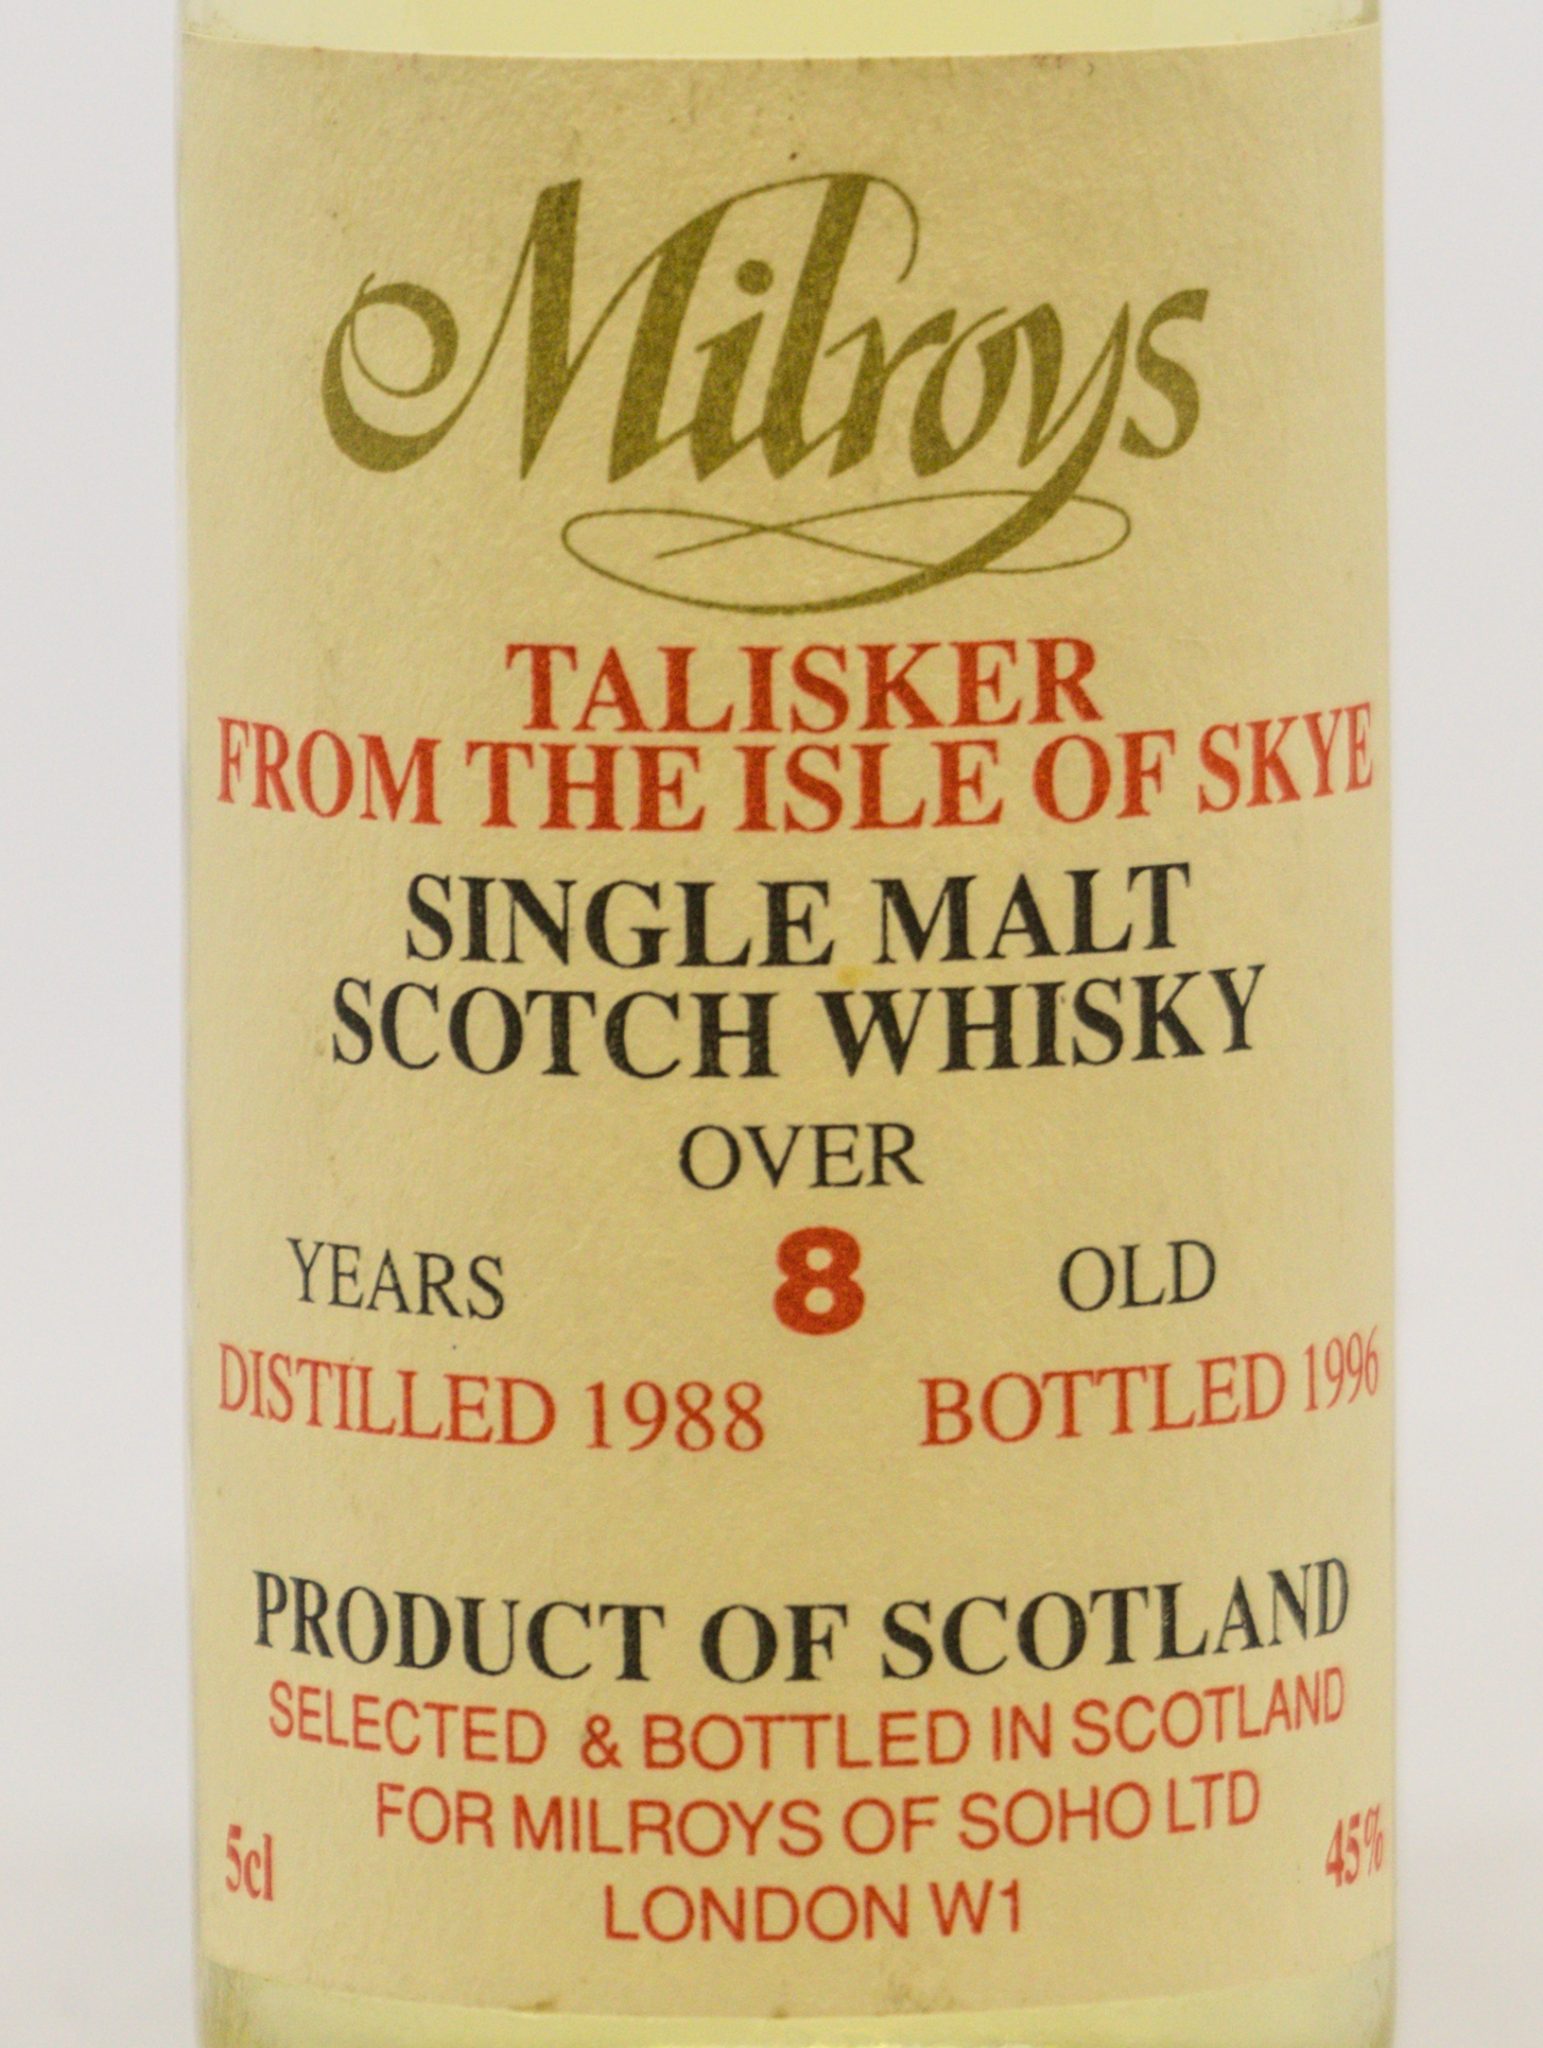 Milroys
TALISKER
FROM THE ISLE OF SKYE
SINGLE MALT
SCOTCH WHISKY
OVER
YEARS 8 OLD
DISTILLED 1988 BOTTLED 1996
PRODUCT OF SCOTLAND
SELECTED & BOTTLED IN SCOTLAND
FOR MILROYS OF SOHO LTD
5cl LONDON W1 45%